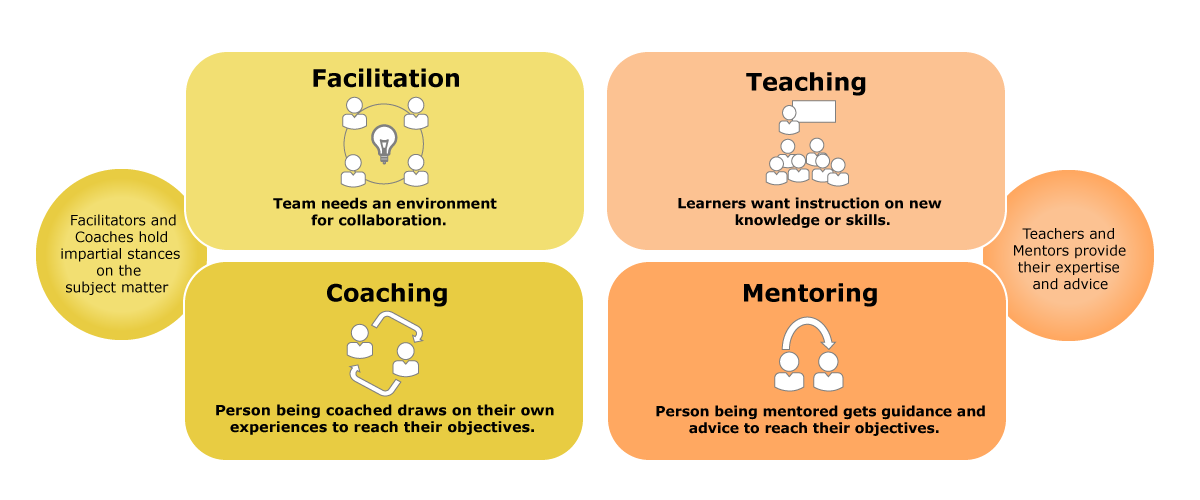 Facilitation
Team needs an environment
for collaboration.
Teaching
Learners want instruction on new
knowledge or skills.
Facilitators and
Coaches hold
impartial stances
on the
subject matter
Teachers and
Mentors provide
their expertise
and advice
Coaching
Person being coached draws on their own
experiences to reach their objectives.
Mentoring
Person being mentored gets guidance and
advice to reach their objectives.